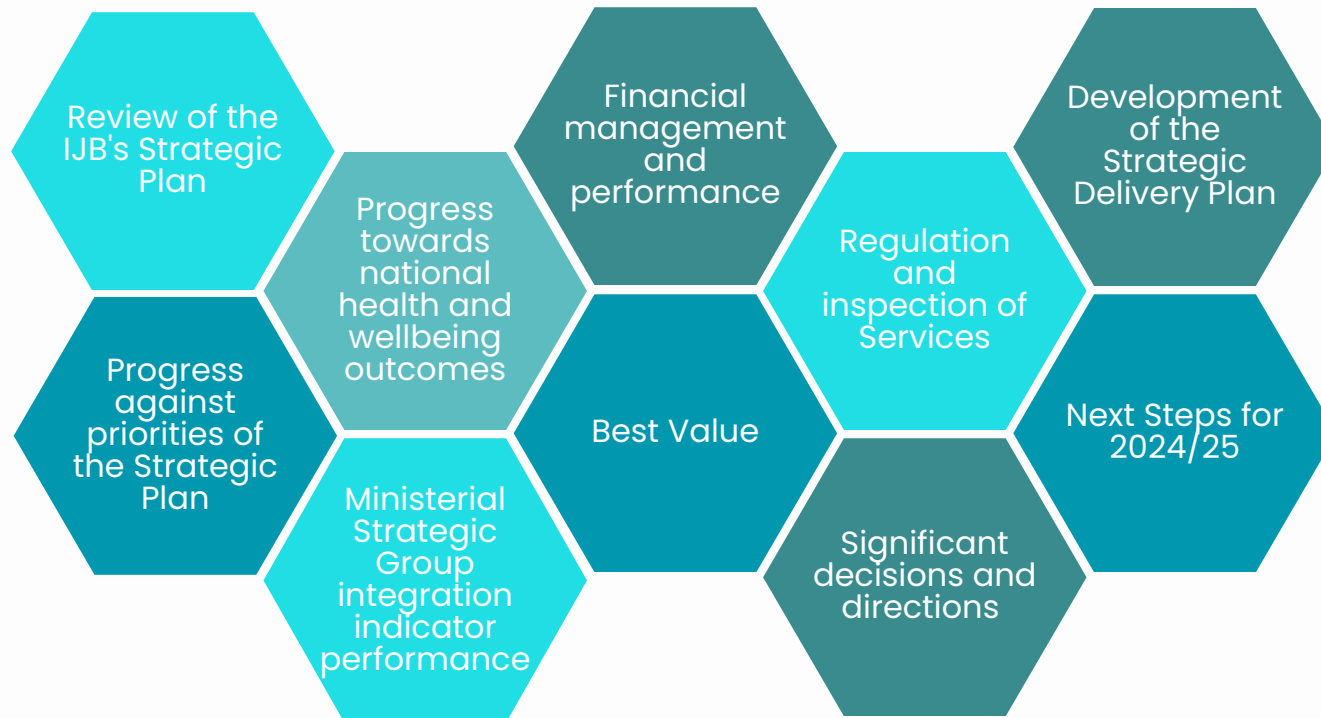 Review of the
IJB's Strategic
Plan
Progress
against
priorities of
the Strategic
Plan
Progress
towards
national
health and
wellbeing
outcomes
Ministerial
Strategic
Group
integration
indicator
performance
Financial
management
and
performance
Best Value
Regulation
and
inspection of
Services
Significant
decisions and
directions
Development
of the
Strategic
Delivery Plan
Next Steps for
2024/25